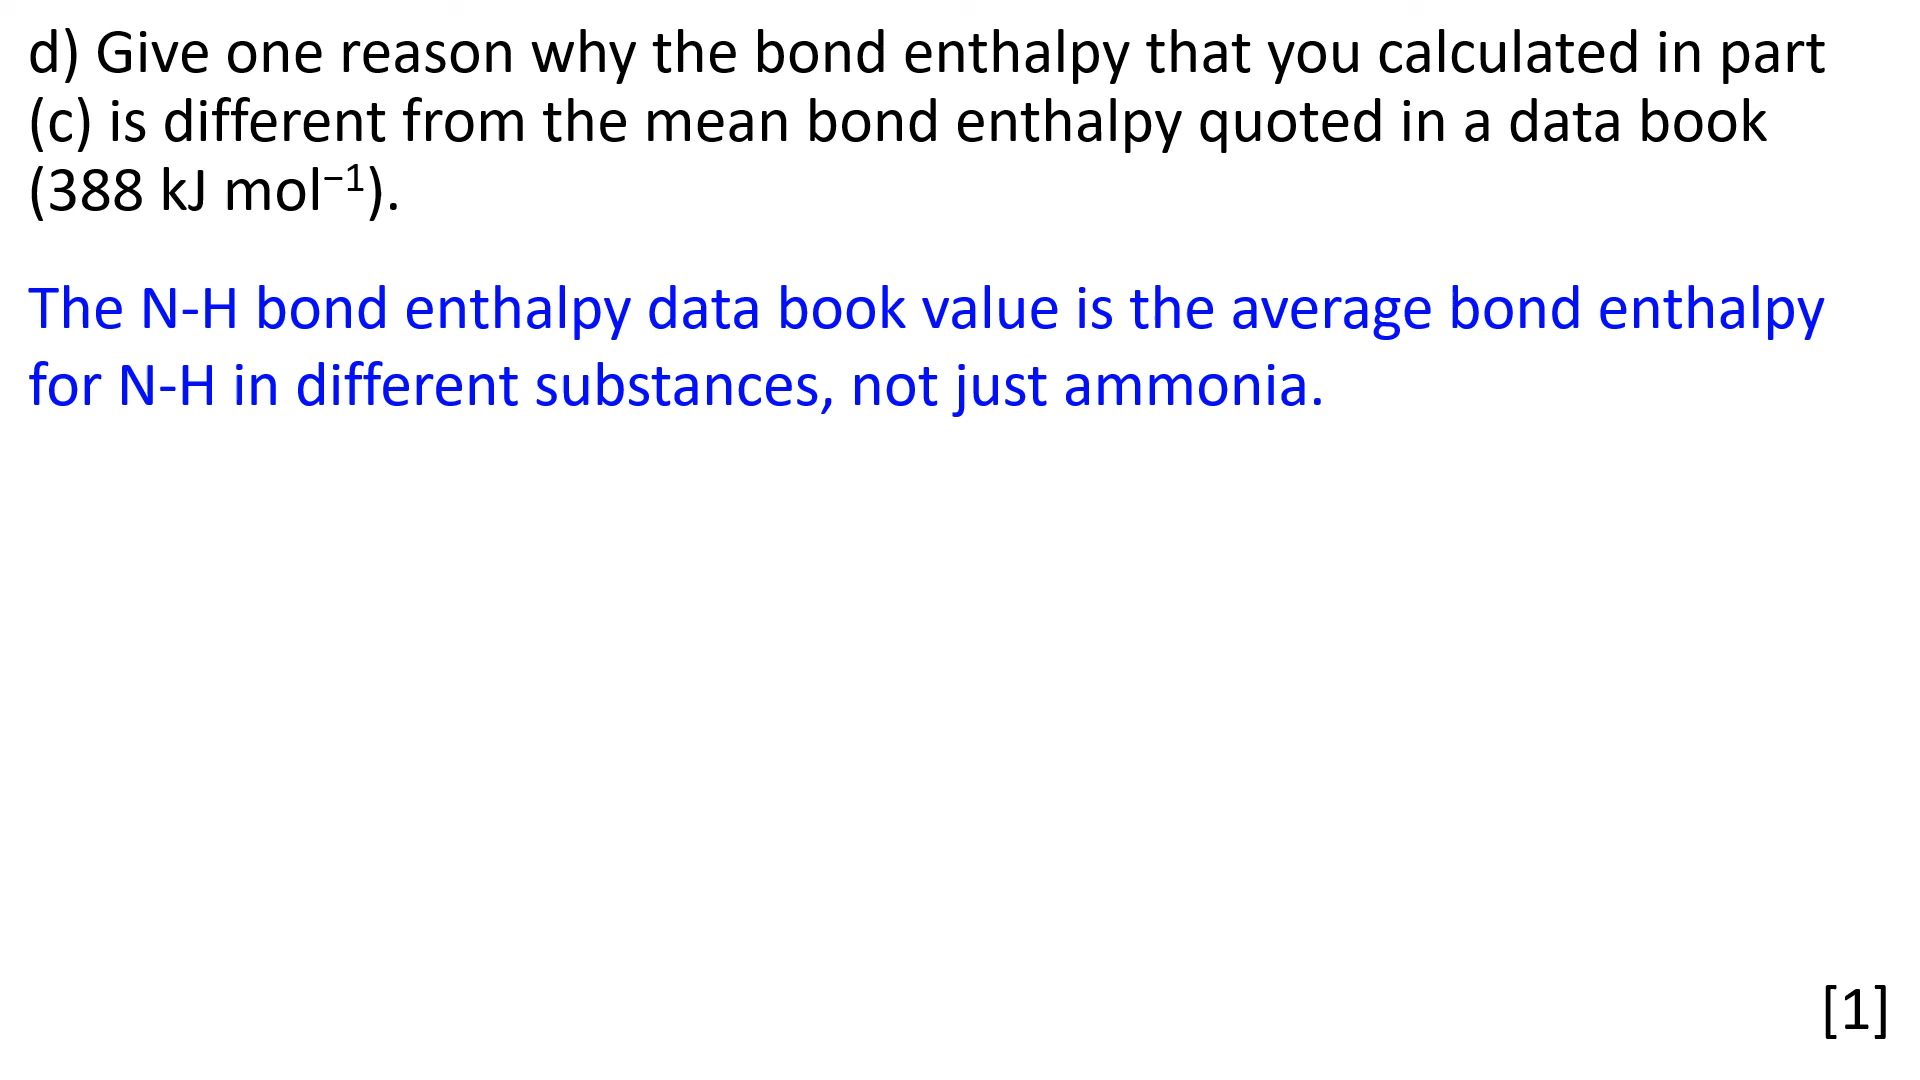 d) Give one reason why the bond enthalpy that you calculated in part
(c) is different from the mean bond enthalpy quoted in a data book
(388 kJ mol⁻¹).
The N-H bond enthalpy data book value is the average bond enthalpy
for N-H in different substances, not just ammonia.
[1]